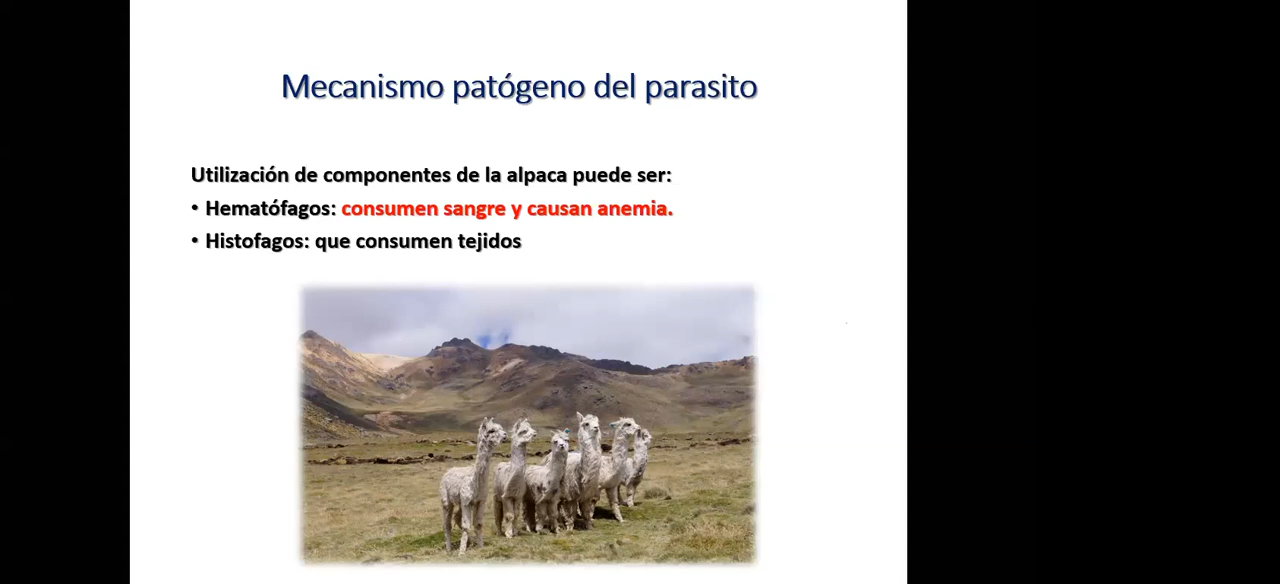 Mecanismo patógeno del parasito
Utilización de componentes de la alpaca puede ser:
• Hematófagos: consumen sangre y causan anemia.
• Histofagos: que consumen tejidos